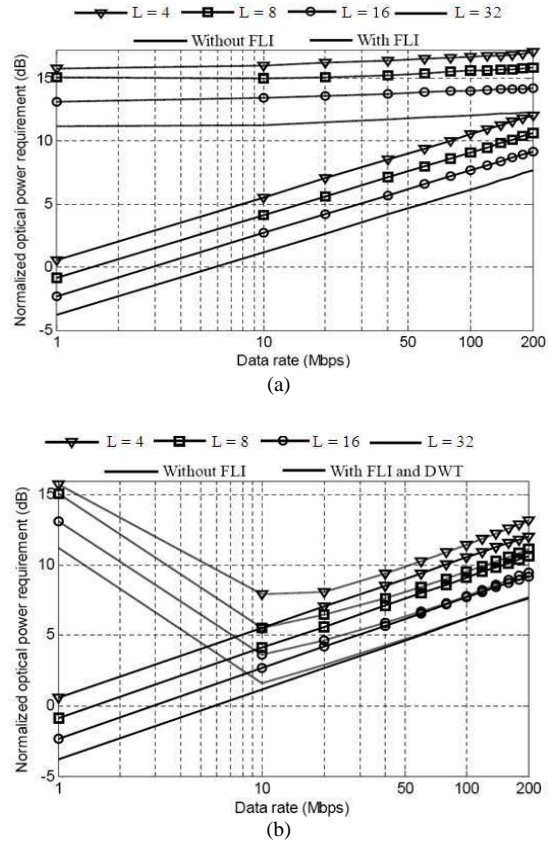 L = 4 L = 8 L = 16 L = 32
Without FLI With FLI
Normalized optical power requirement (dB)
15
10
5
0
-5
1 10 50 100 200
Data rate (Mbps)
(a)
L = 4 L = 8 L = 16 L = 32
Without FLI With FLI and DWT
Normalized optical power requirement (dB)
15
10
5
0
-5
1 10 50 100 200
Data rate (Mbps)
(b)